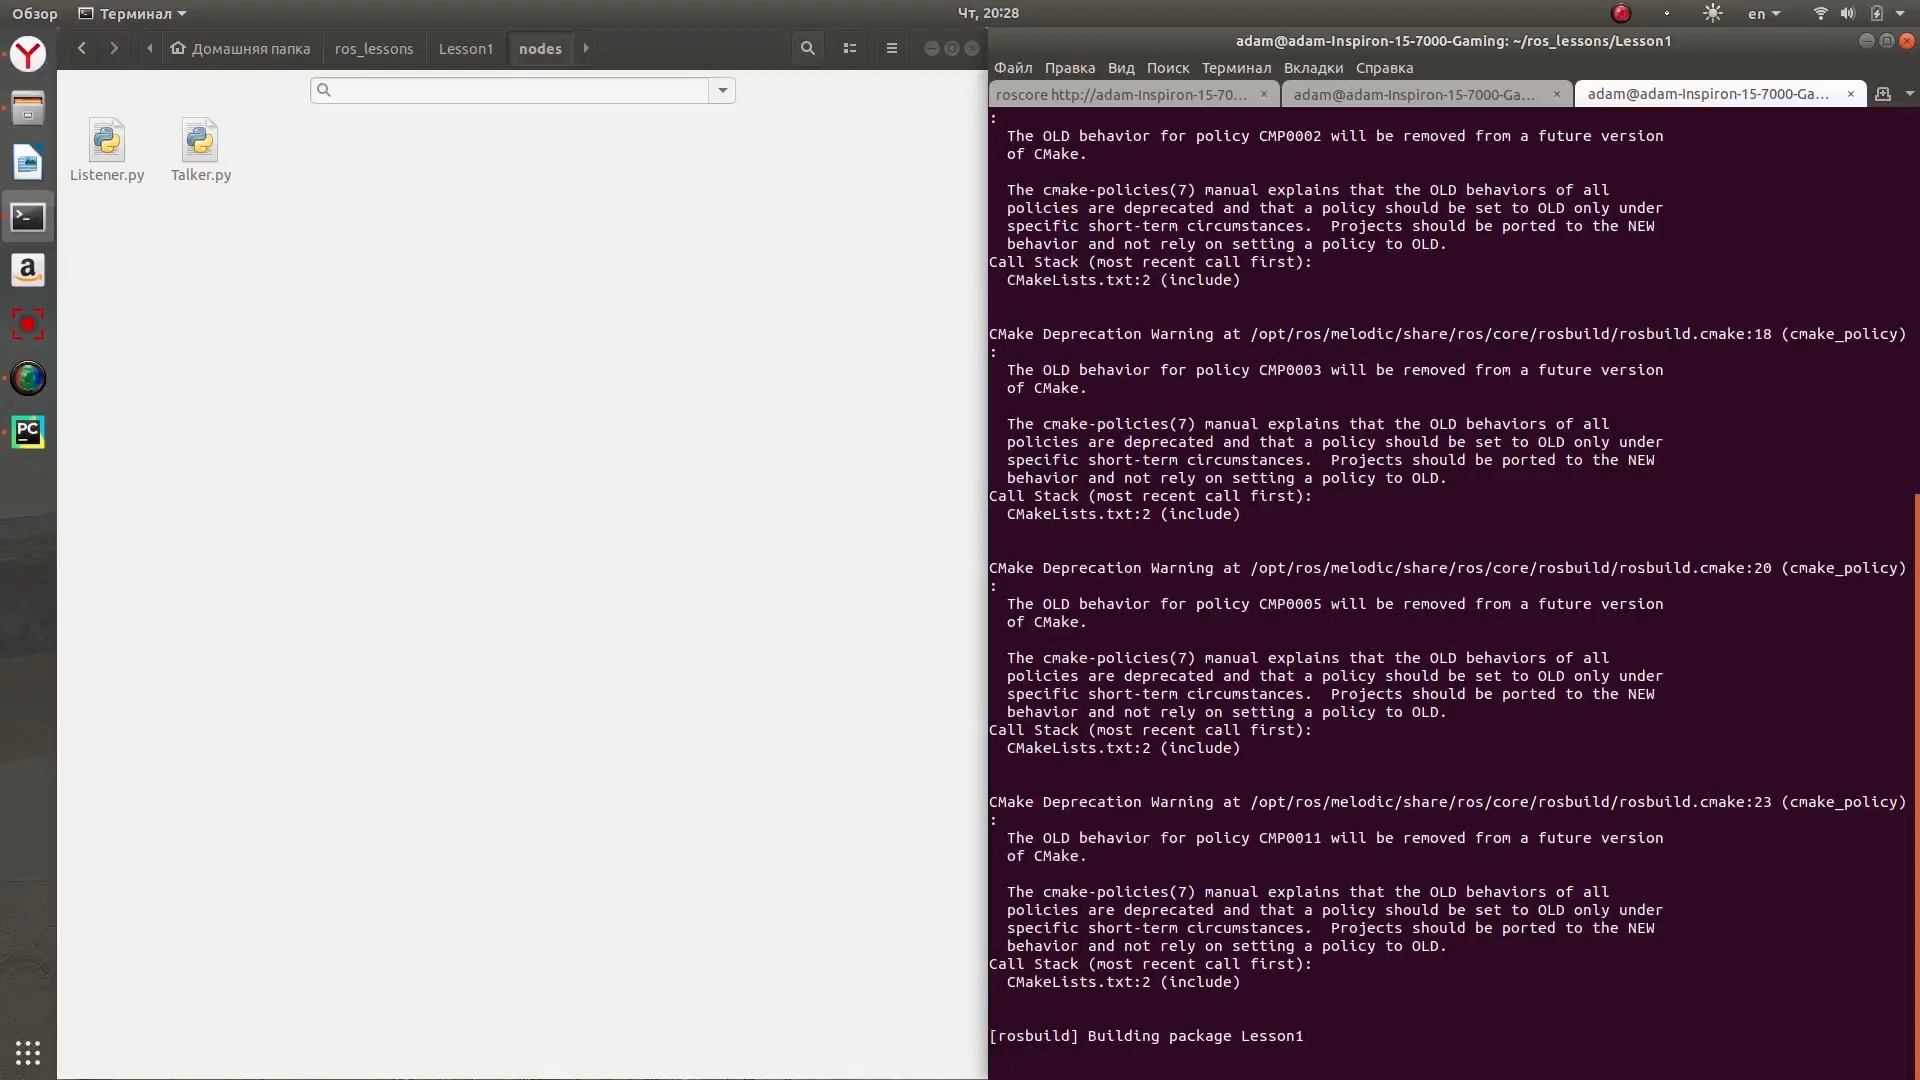 Обзор
Терминал
Чт, 20:28
en
Домашняя папка
ros_lessons
Lesson1
nodes
Listener.py
Talker.py
PC
adam@adam-Inspiron-15-7000-Gaming: ~/ros_lessons/Lesson1
Файл Правка Вид Поиск Терминал Вкладки Справка
roscore http://adam-Inspiron-15-70...
adam@adam-Inspiron-15-7000-Ga...
adam@adam-Inspiron-15-7000-Ga...
:
The OLD behavior for policy CMP0002 will be removed from a future version
of CMake.
The cmake-policies(7) manual explains that the OLD behaviors of all
policies are deprecated and that a policy should be set to OLD only under
specific short-term circumstances.  Projects should be ported to the NEW
behavior and not rely on setting a policy to OLD.
Call Stack (most recent call first):
CMakeLists.txt:2 (include)
CMake Deprecation Warning at /opt/ros/melodic/share/ros/core/rosbuild/rosbuild.cmake:18 (cmake_policy)
:
The OLD behavior for policy CMP0003 will be removed from a future version
of CMake.
The cmake-policies(7) manual explains that the OLD behaviors of all
policies are deprecated and that a policy should be set to OLD only under
specific short-term circumstances.  Projects should be ported to the NEW
behavior and not rely on setting a policy to OLD.
Call Stack (most recent call first):
CMakeLists.txt:2 (include)
CMake Deprecation Warning at /opt/ros/melodic/share/ros/core/rosbuild/rosbuild.cmake:20 (cmake_policy)
:
The OLD behavior for policy CMP0005 will be removed from a future version
of CMake.
The cmake-policies(7) manual explains that the OLD behaviors of all
policies are deprecated and that a policy should be set to OLD only under
specific short-term circumstances.  Projects should be ported to the NEW
behavior and not rely on setting a policy to OLD.
Call Stack (most recent call first):
CMakeLists.txt:2 (include)
CMake Deprecation Warning at /opt/ros/melodic/share/ros/core/rosbuild/rosbuild.cmake:23 (cmake_policy)
:
The OLD behavior for policy CMP0011 will be removed from a future version
of CMake.
The cmake-policies(7) manual explains that the OLD behaviors of all
policies are deprecated and that a policy should be set to OLD only under
specific short-term circumstances.  Projects should be ported to the NEW
behavior and not rely on setting a policy to OLD.
Call Stack (most recent call first):
CMakeLists.txt:2 (include)
[rosbuild] Building package Lesson1